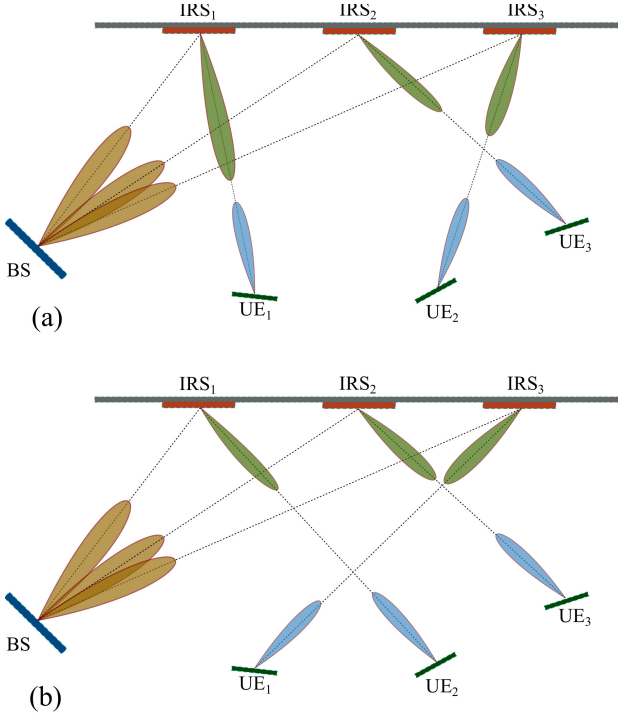 IRS₁ IRS₂ IRS₃
BS
UE₁
UE₂
UE₃
(a)
IRS₁ IRS₂ IRS₃
BS
UE₁
UE₂
UE₃
(b)